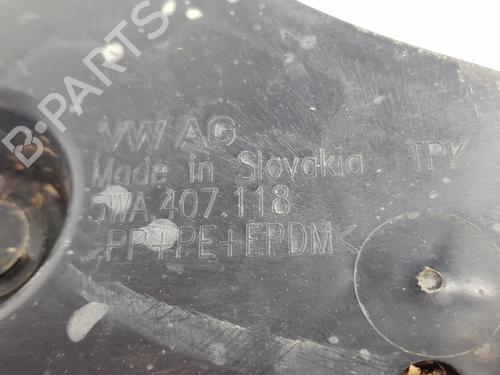 B-PARTS
VW AG
Made in Slovakia TPK
5WA.407.118
>PP+PE+EPDM<